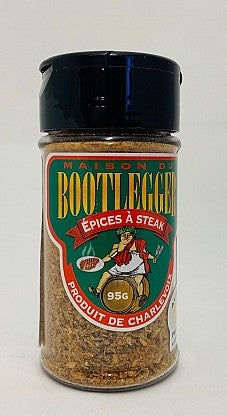 MAISON DU
BOOTLEGGER
ÉPICES À STEAK
95G
PRODUIT DE CHARLEVOIX